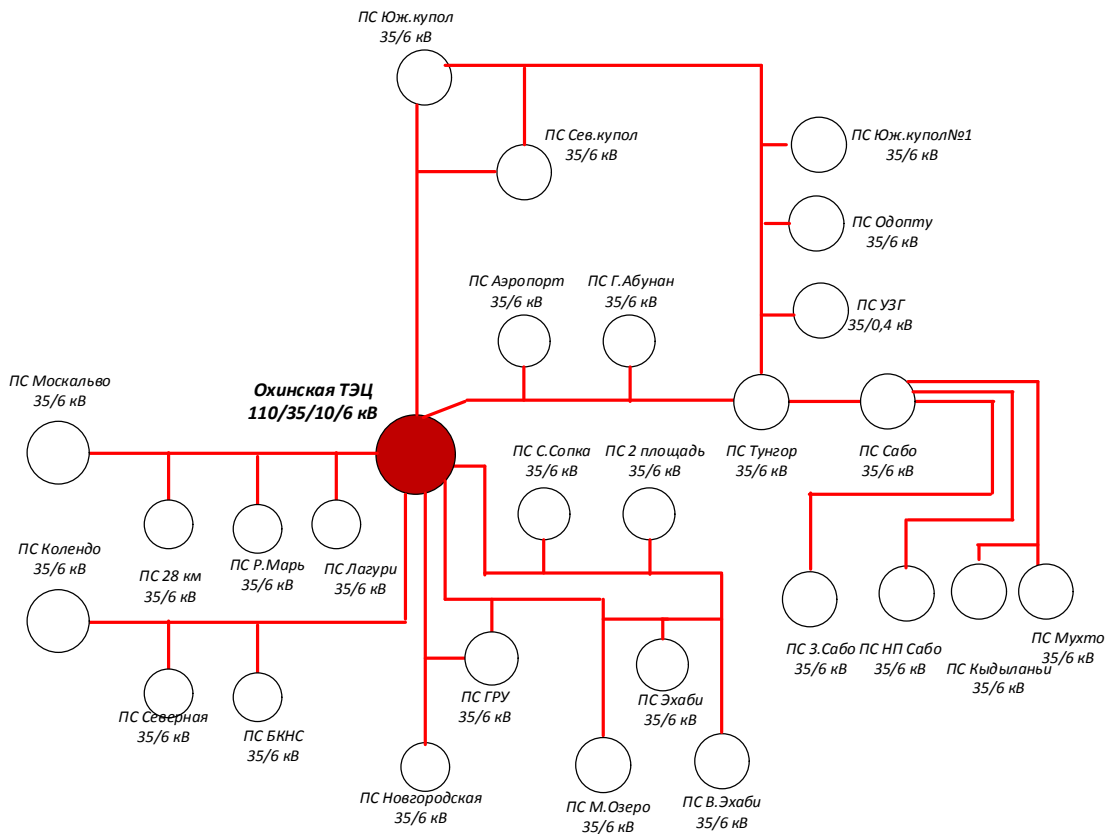 ПС Юж.купол
35/6 кВ
ПС Сев.купол
35/6 кВ
ПС Юж.купол№1
35/6 кВ
ПС Одопту
35/6 кВ
ПС Аэропорт
35/6 кВ
ПС Г.Абунан
35/6 кВ
ПС УЗГ
35/0,4 кВ
ПС Москальво
35/6 кВ
Охинская ТЭЦ
110/35/10/6 кВ
ПС С.Сопка
35/6 кВ
ПС 2 площадь
35/6 кВ
ПС Тунгор
35/6 кВ
ПС Сабо
35/6 кВ
ПС Колендо
35/6 кВ
ПС 28 км
35/6 кВ
ПС Р.Марь
35/6 кВ
ПС Лагури
35/6 кВ
ПС З.Сабо
35/6 кВ
ПС НП Сабо
35/6 кВ
ПС Кыдыланьи
35/6 кВ
ПС Мухто
35/6 кВ
ПС Северная
35/6 кВ
ПС БКНС
35/6 кВ
ПС ГРУ
35/6 кВ
ПС Эхаби
35/6 кВ
ПС Новгородская
35/6 кВ
ПС М.Озеро
35/6 кВ
ПС В.Эхаби
35/6 кВ